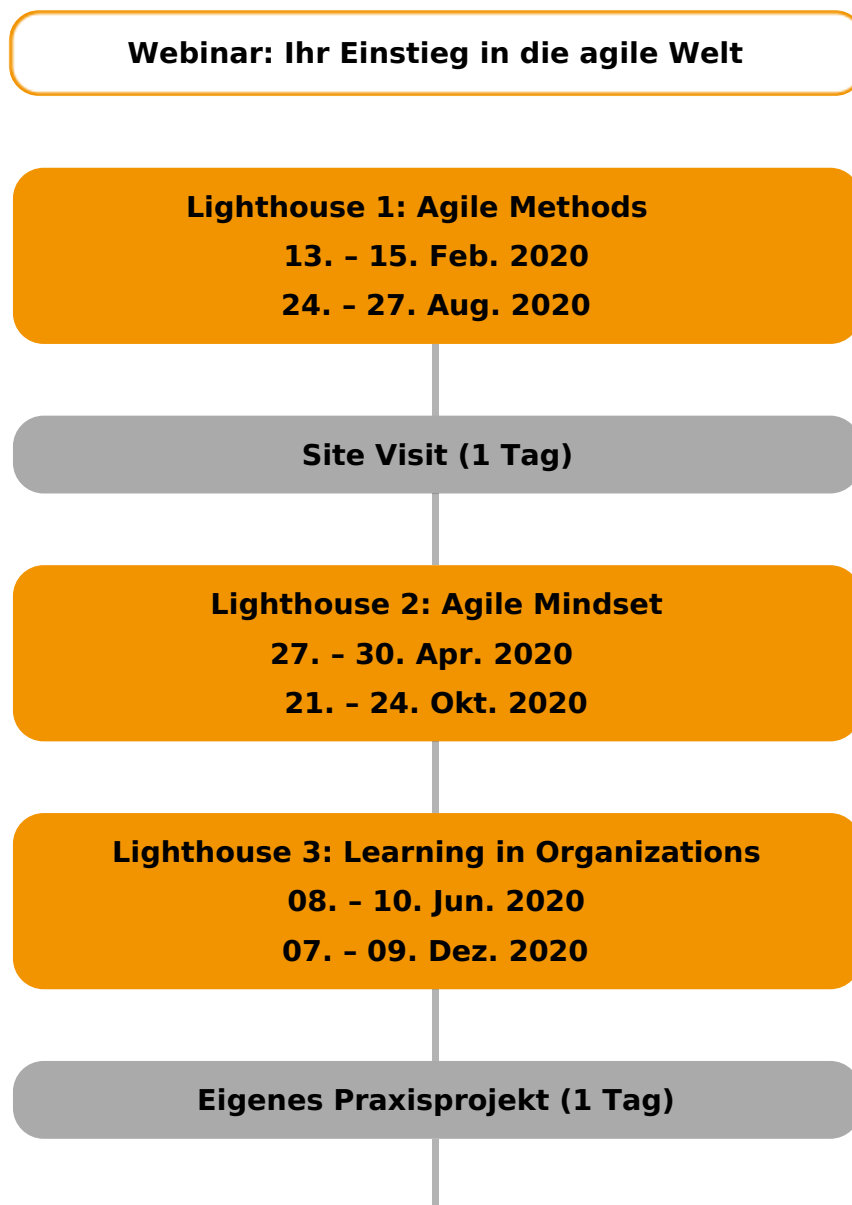 Webinar: Ihr Einstieg in die agile Welt
Lighthouse 1: Agile Methods
13. – 15. Feb. 2020
24. – 27. Aug. 2020
Site Visit (1 Tag)
Lighthouse 2: Agile Mindset
27. – 30. Apr. 2020
21. – 24. Okt. 2020
Lighthouse 3: Learning in Organizations
08. – 10. Jun. 2020
07. – 09. Dez. 2020
Eigenes Praxisprojekt (1 Tag)